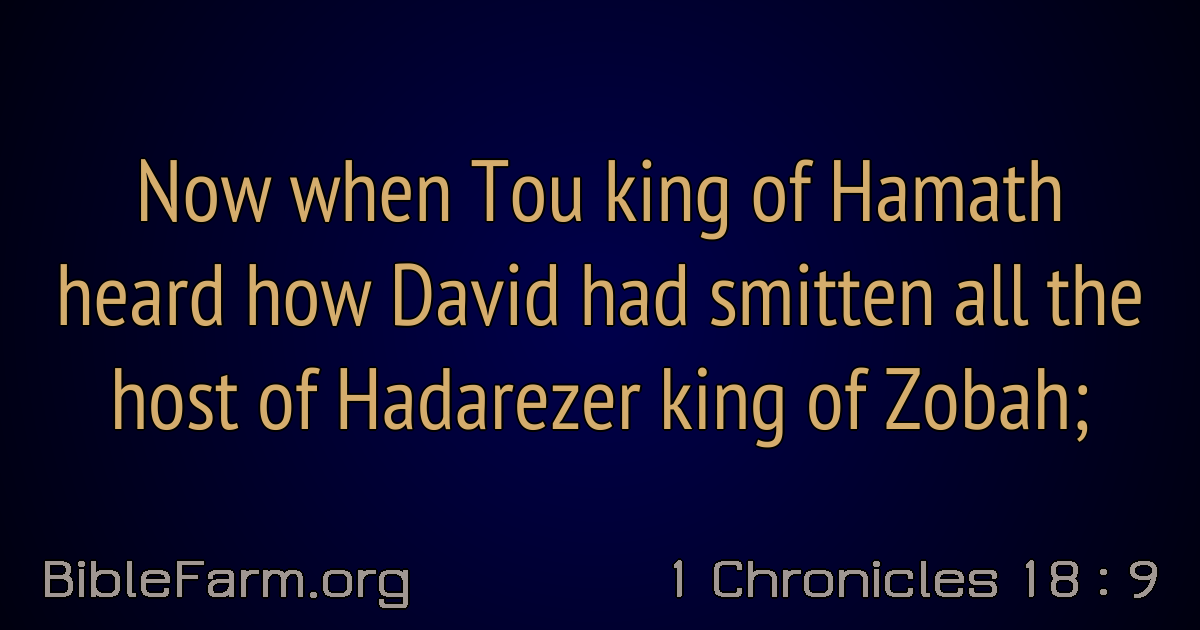 Now when Tou king of Hamath
heard how David had smitten all the
host of Hadarezer king of Zobah;
BibleFarm.org 1 Chronicles 18 : 9